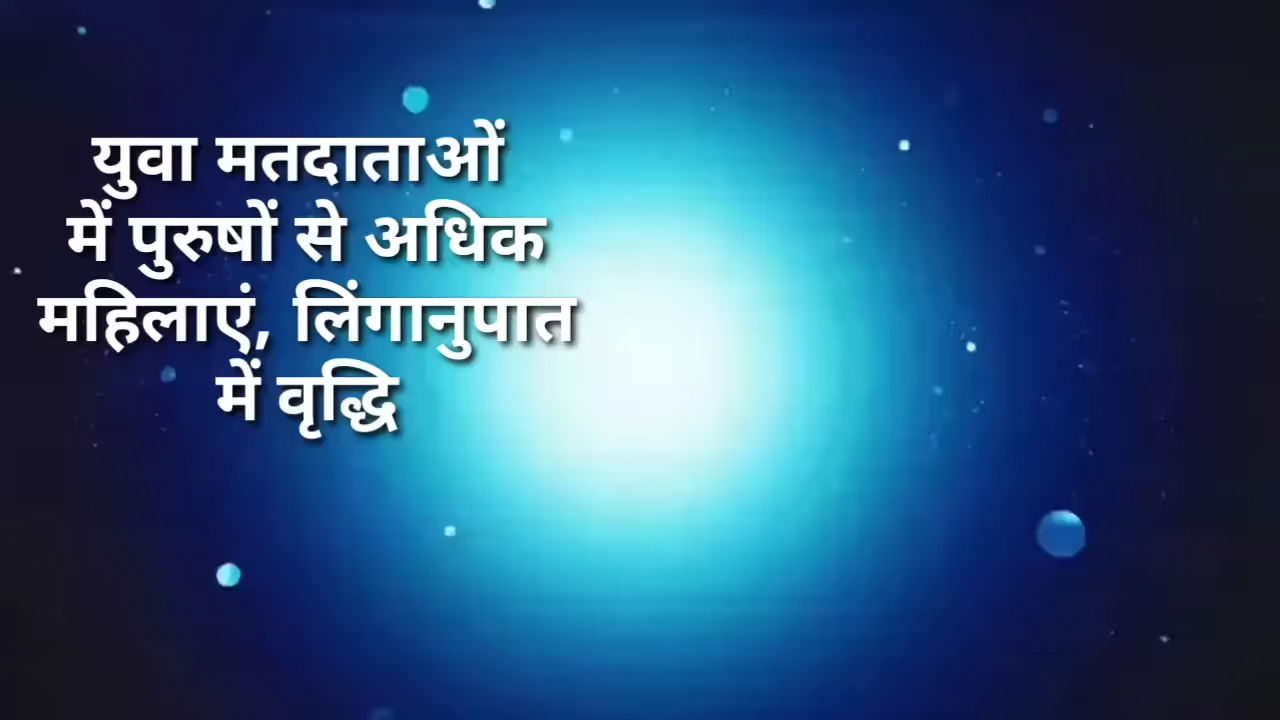 युवा मतदाताओं
में पुरुषों से अधिक
महिलाएं, लिंगानुपात
में वृद्धि